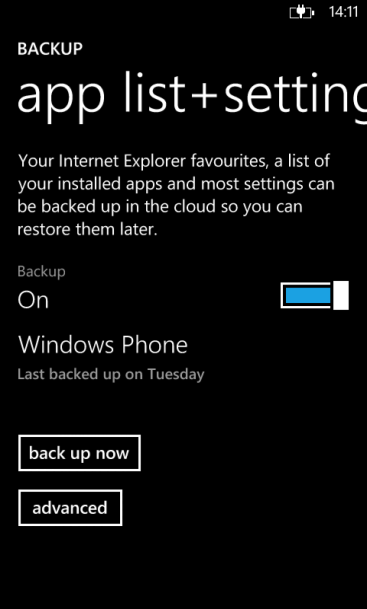 14:11
BACKUP
app list+setting
Your Internet Explorer favourites, a list of
your installed apps and most settings can
be backed up in the cloud so you can
restore them later.
Backup
On
Windows Phone
Last backed up on Tuesday
back up now
advanced